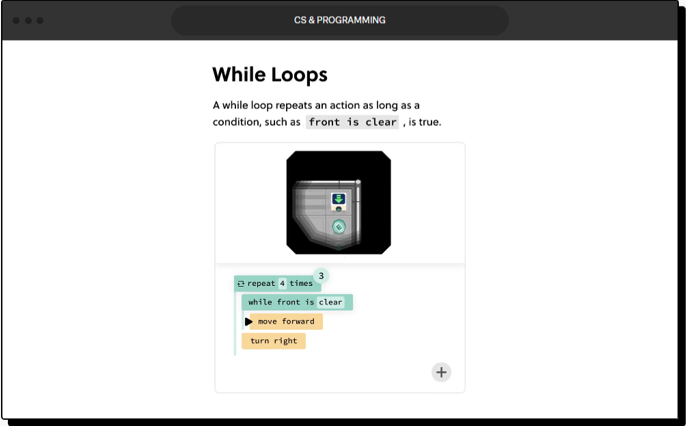 CS & PROGRAMMING
While Loops
A while loop repeats an action as long as a
condition, such as front is clear , is true.
3
repeat 4 times
while front is clear
move forward
turn right